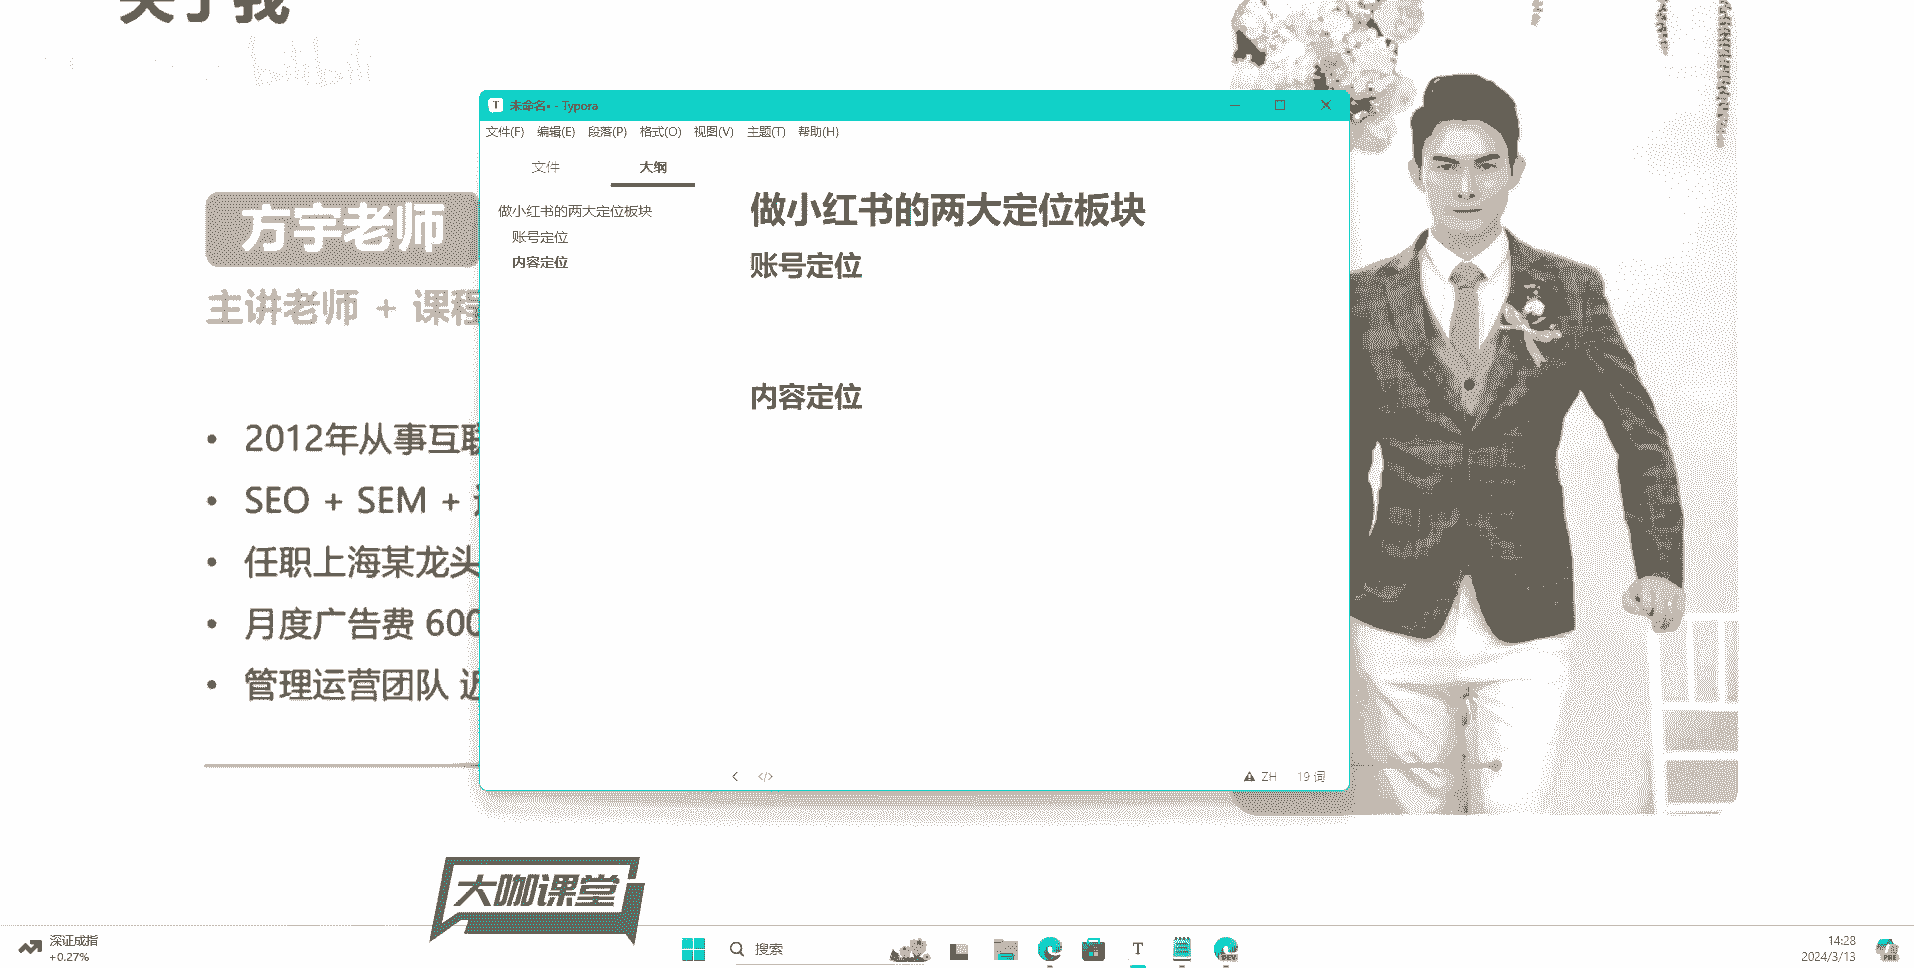 关于我
bilibili
未命名• - Typora
文件(F) 编辑(E) 段落(P) 格式(O) 视图(V) 主题(T) 帮助(H)
文件 大纲
做小红书的两大定位板块
账号定位
内容定位
做小红书的两大定位板块
账号定位
内容定位
ZH 19 词
方宇老师
主讲老师 + 课程
• 2012年从事互联
• SEO + SEM +
• 任职上海某龙头
• 月度广告费 600
• 管理运营团队 近
大咖课堂
深证成指
+0.27%
搜索
T
DEV
14:28
2024/3/13
PRE